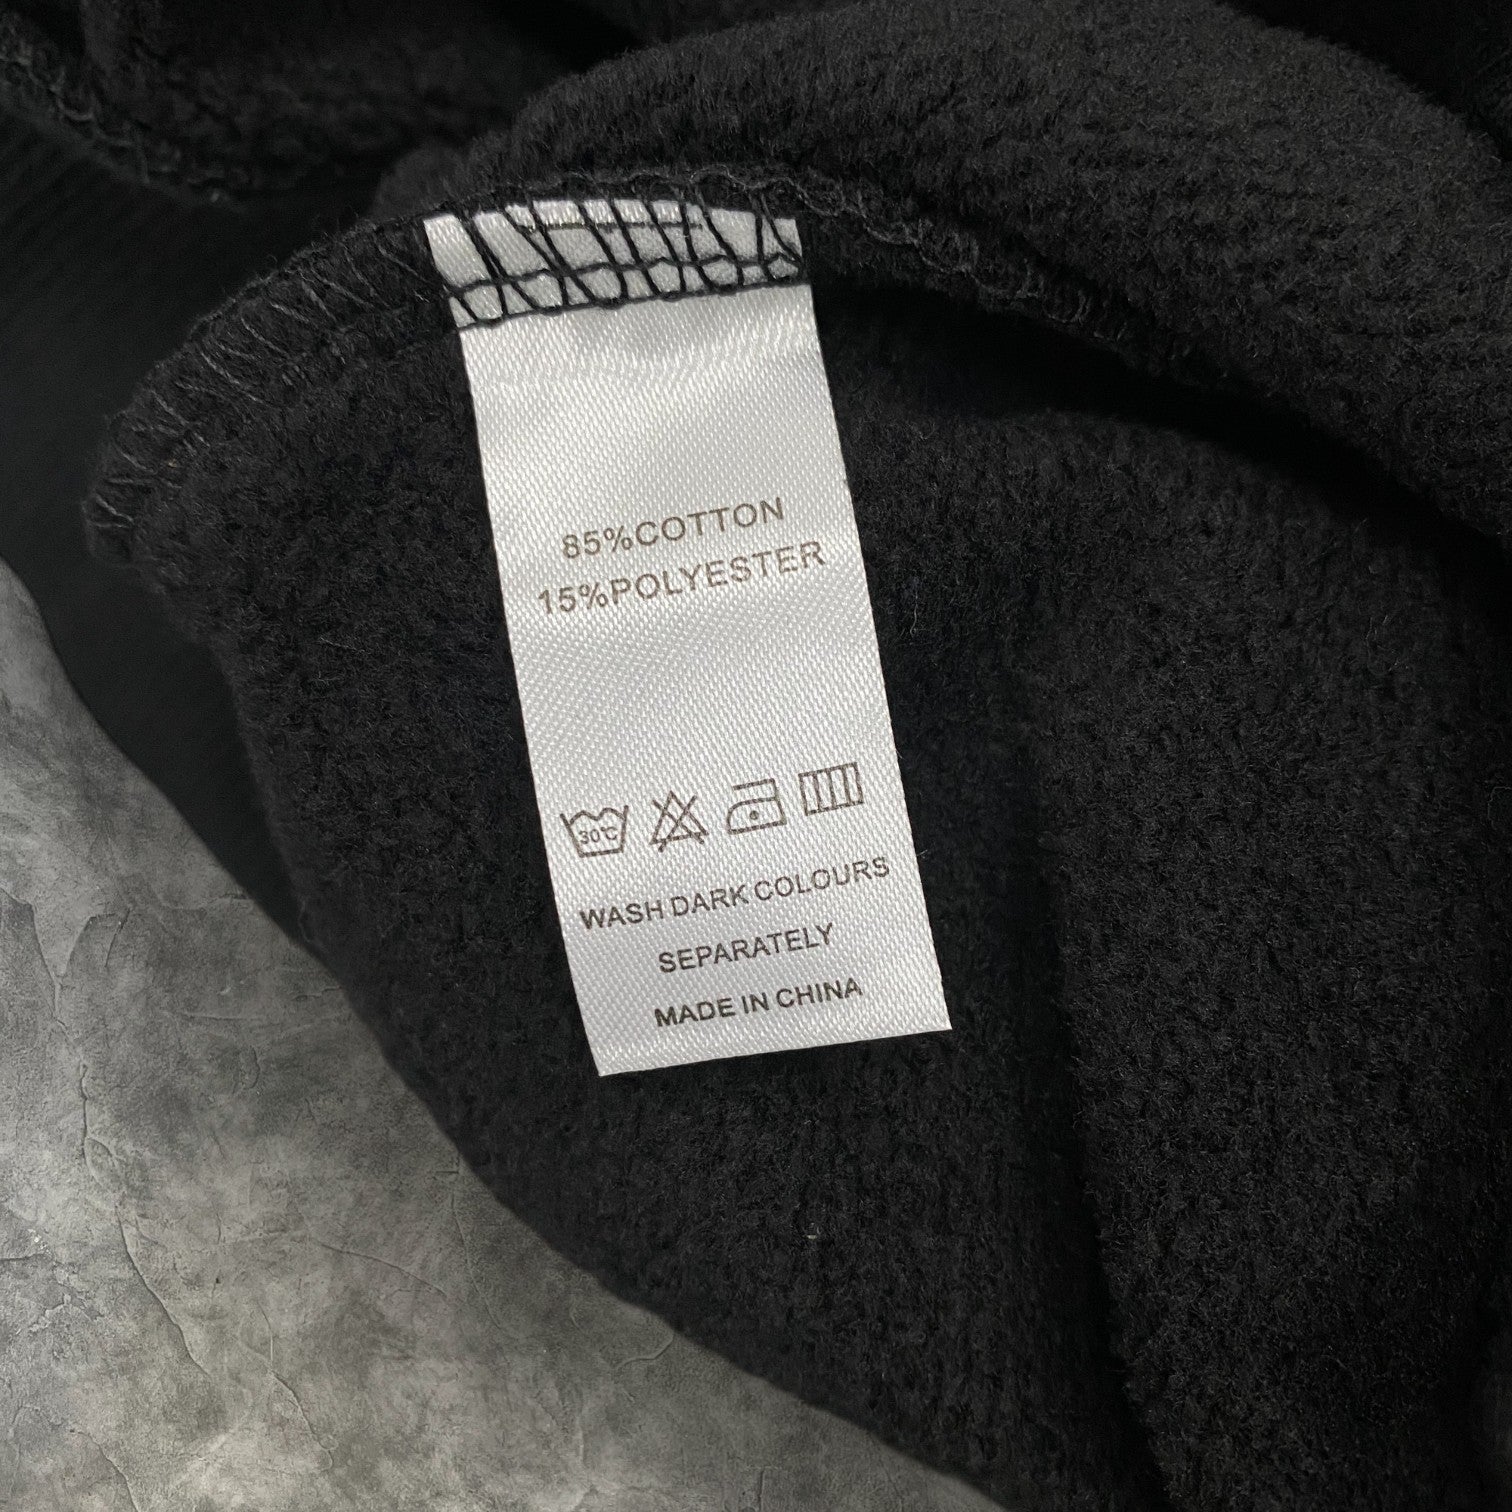 85%COTTON
15%POLYESTER
30℃
WASH DARK COLOURS
SEPARATELY
MADE IN CHINA